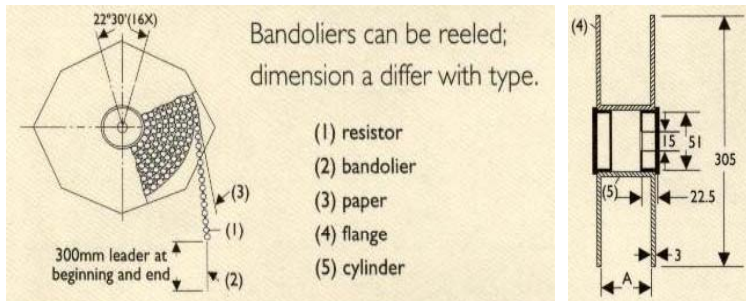 22°30'(16X)
Bandoliers can be reeled;
dimension a differ with type.
(1) resistor
(2) bandolier
(3) paper
(4) flange
(5) cylinder
(3)
(1)
300mm leader at
beginning and end
(2)
(4)
15
51
305
(5)
22.5
3
A